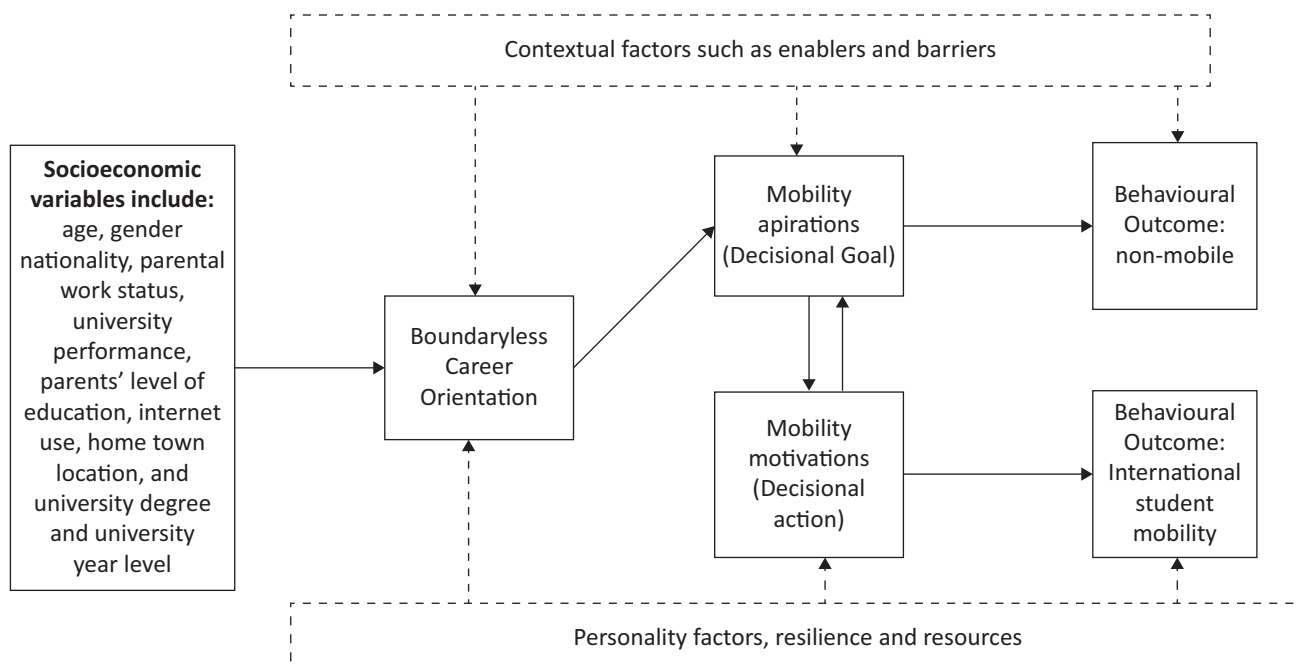 Contextual factors such as enablers and barriers
Socioeconomic
variables include:
age, gender
nationality, parental
work status,
university
performance,
parents’ level of
education, internet
use, home town
location, and
university degree
and university
year level
Boundaryless
Career
Orientation
Mobility
apirations
(Decisional Goal)
Behavioural
Outcome:
non-mobile
Mobility
motivations
(Decisional
action)
Behavioural
Outcome:
International
student
mobility
Personality factors, resilience and resources